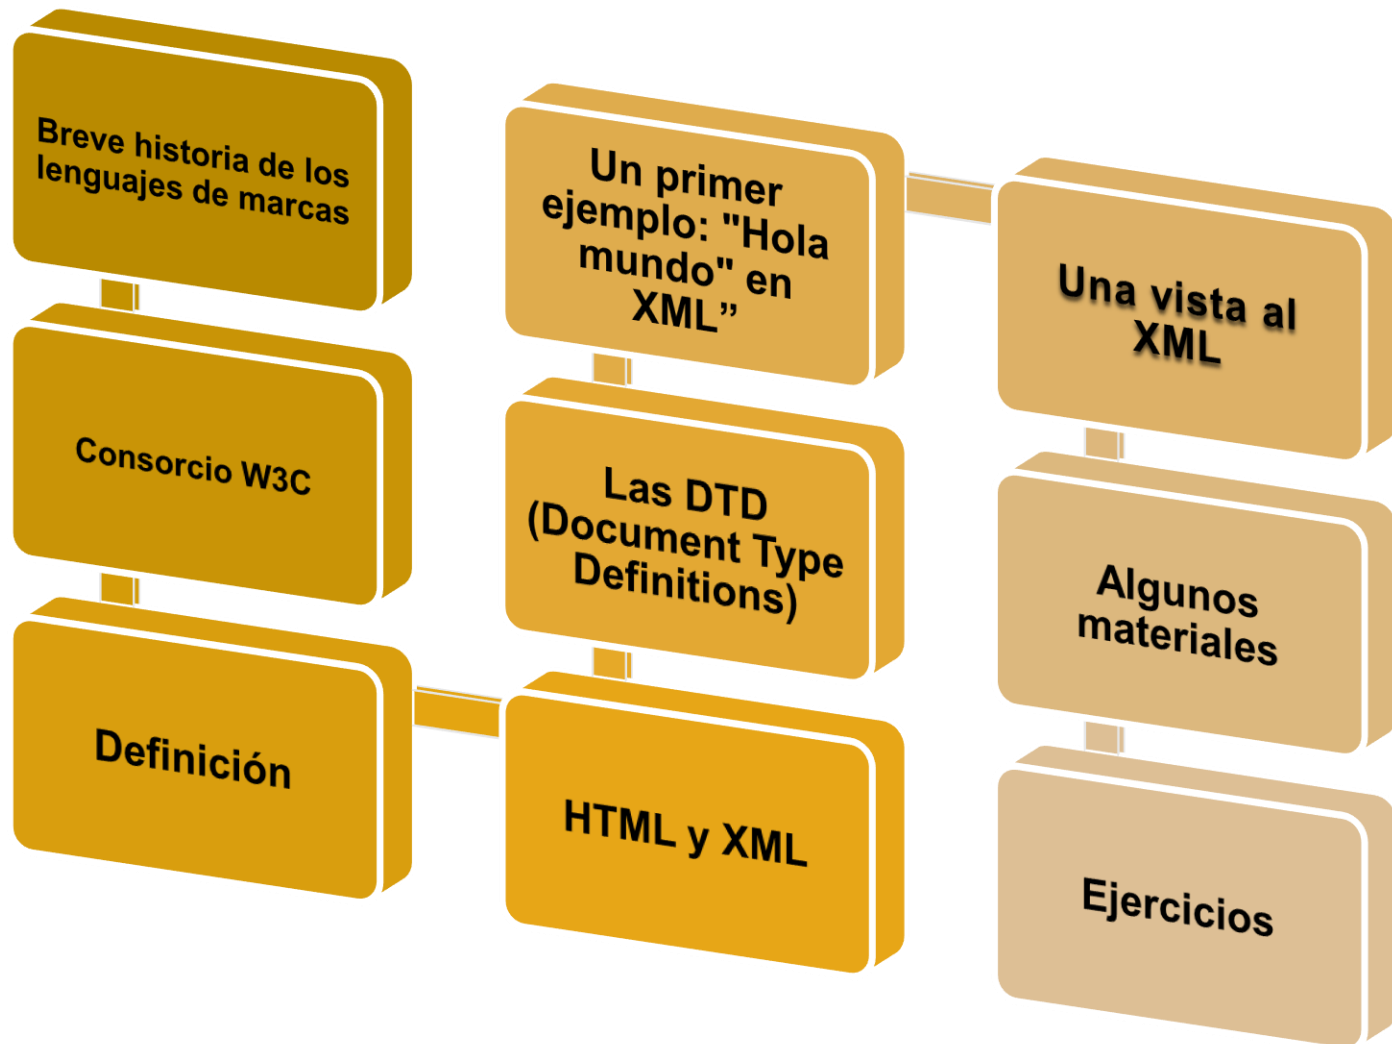 Breve historia de los
lenguajes de marcas
Consorcio W3C
Definición
HTML y XML
Las DTD
(Document Type
Definitions)
Un primer
ejemplo: "Hola
mundo" en
XML”
Una vista al
XML
Algunos
materiales
Ejercicios